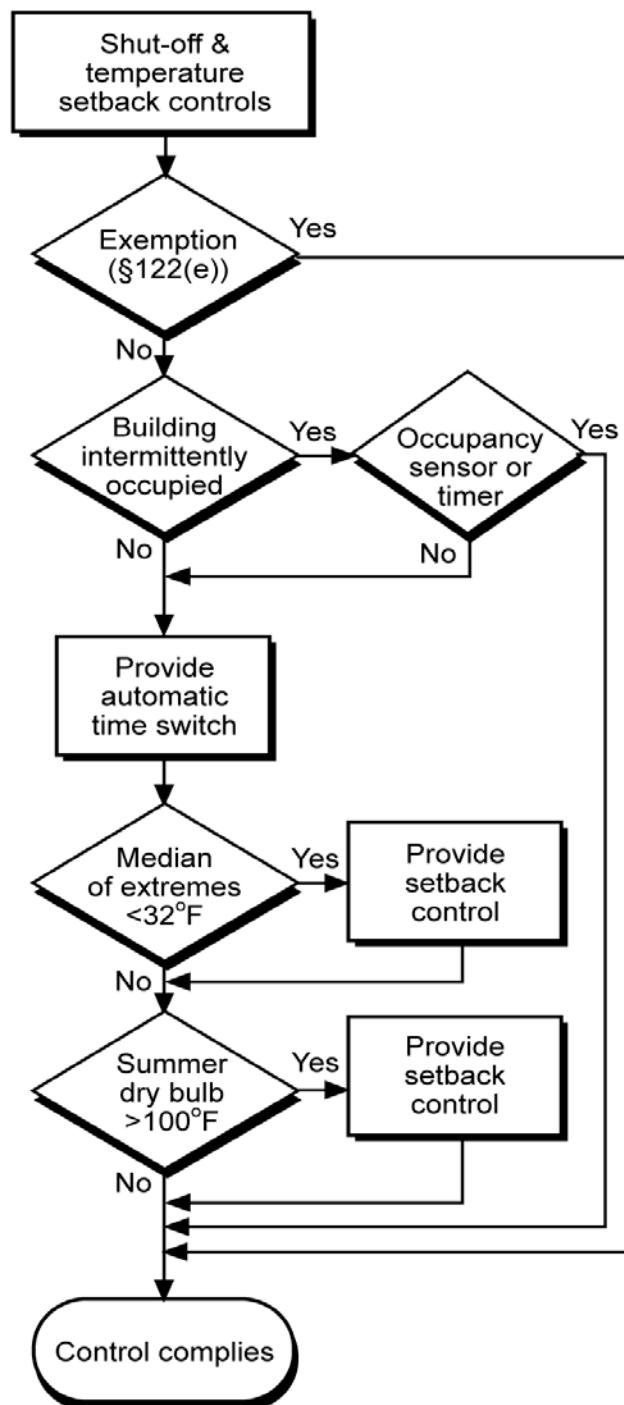 Shut-off &
temperature
setback controls
Yes
Exemption
(§122(e))
No
Building
intermittently
occupied
Yes
Occupancy
sensor or
timer
Yes
No
No
Provide
automatic
time switch
Median
of extremes
<32°F
Yes
Provide
setback
control
No
Summer
dry bulb
>100°F
Yes
Provide
setback
control
No
Control complies